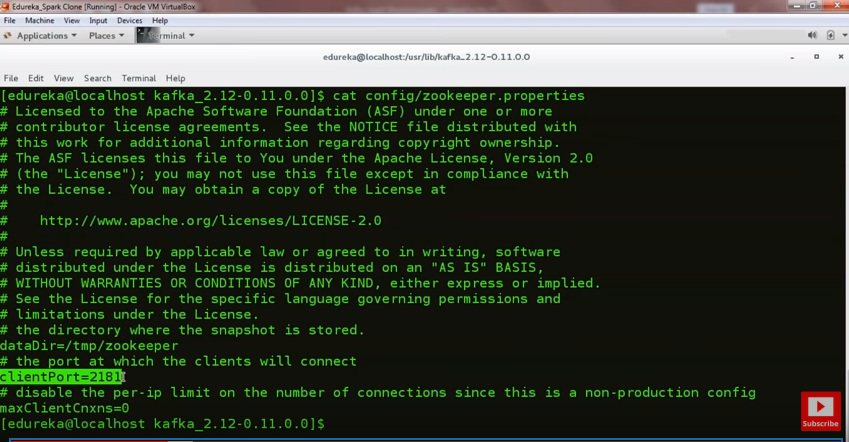 Edureka_Spark Clone [Running] - Oracle VM VirtualBox
File Machine View Input Devices Help
Applications Places Terminal
edureka@localhost:/usr/lib/kafka_2.12-0.11.0.0
File Edit View Search Terminal Help
[edureka@localhost kafka_2.12-0.11.0.0]$ cat config/zookeeper.properties
# Licensed to the Apache Software Foundation (ASF) under one or more
# contributor license agreements.  See the NOTICE file distributed with
# this work for additional information regarding copyright ownership.
# The ASF licenses this file to You under the Apache License, Version 2.0
# (the "License"); you may not use this file except in compliance with
# the License.  You may obtain a copy of the License at
#
#    http://www.apache.org/licenses/LICENSE-2.0
#
# Unless required by applicable law or agreed to in writing, software
# distributed under the License is distributed on an "AS IS" BASIS,
# WITHOUT WARRANTIES OR CONDITIONS OF ANY KIND, either express or implied.
# See the License for the specific language governing permissions and
# limitations under the License.
# the directory where the snapshot is stored.
dataDir=/tmp/zookeeper
# the port at which the clients will connect
clientPort=2181
# disable the per-ip limit on the number of connections since this is a non-production config
maxClientCnxns=0
[edureka@localhost kafka_2.12-0.11.0.0]$
Subscribe